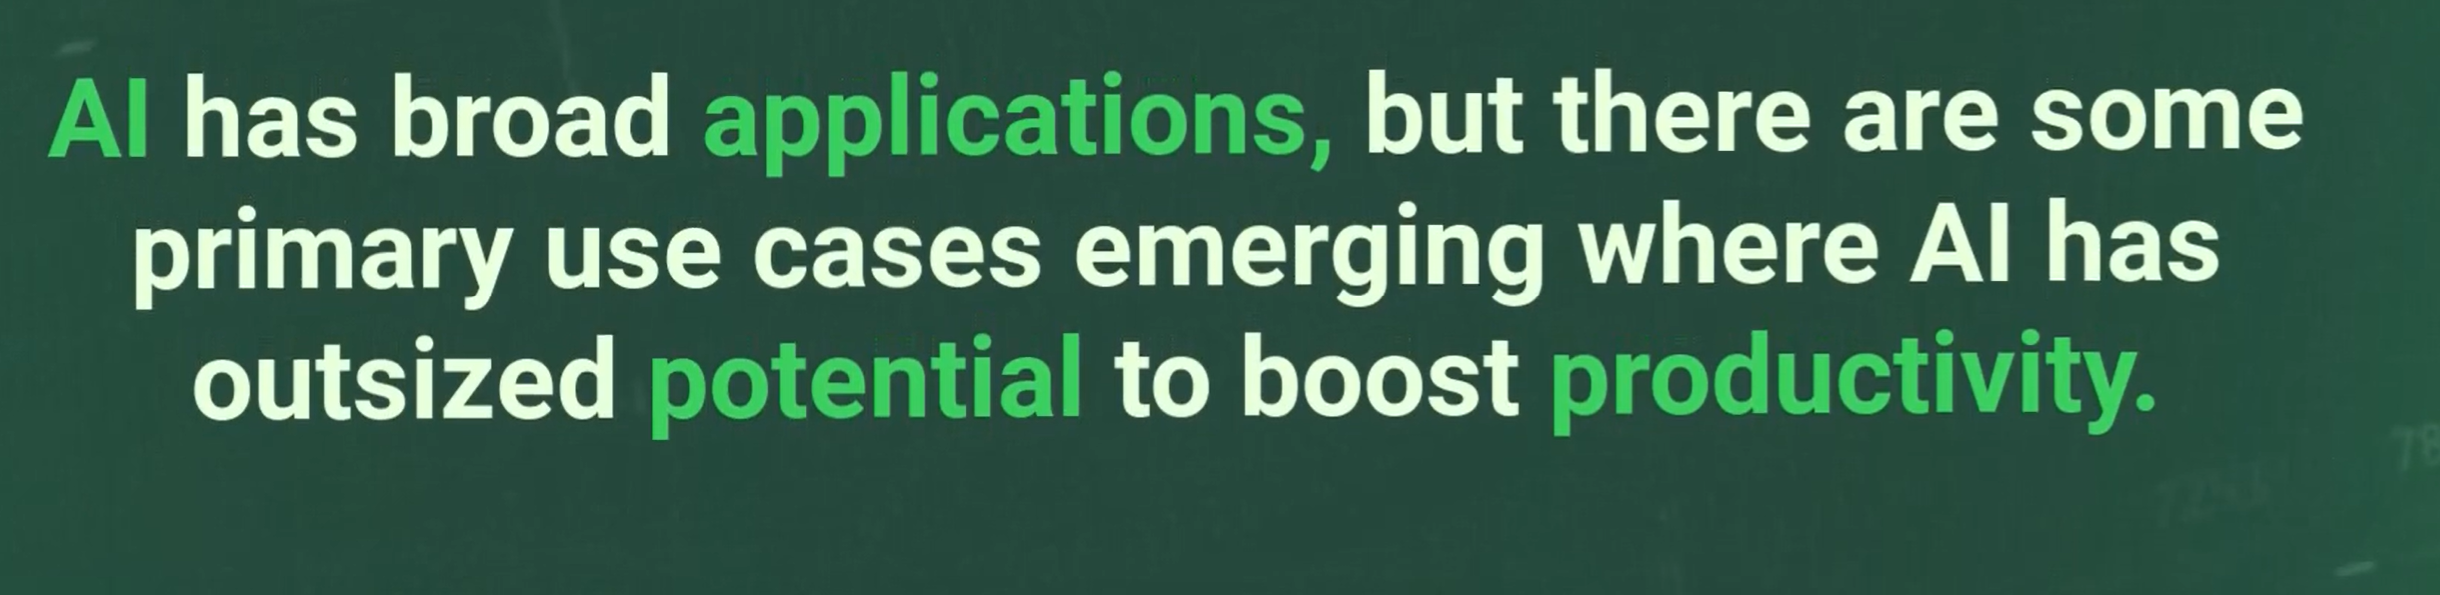 AI has broad applications, but there are some
primary use cases emerging where AI has
outsized potential to boost productivity.